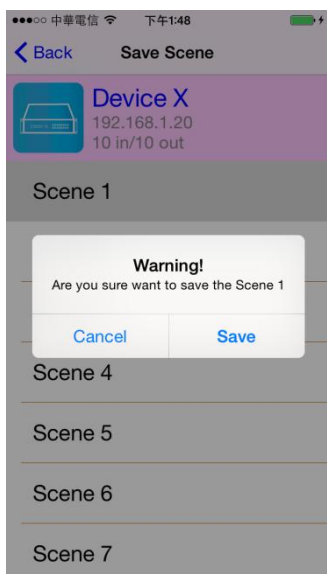 中華電信 下午1:48
Back Save Scene
Device X
192.168.1.20
10 in/10 out
Scene 1
Warning!
Are you sure want to save the Scene 1
Cancel Save
Scene 4
Scene 5
Scene 6
Scene 7